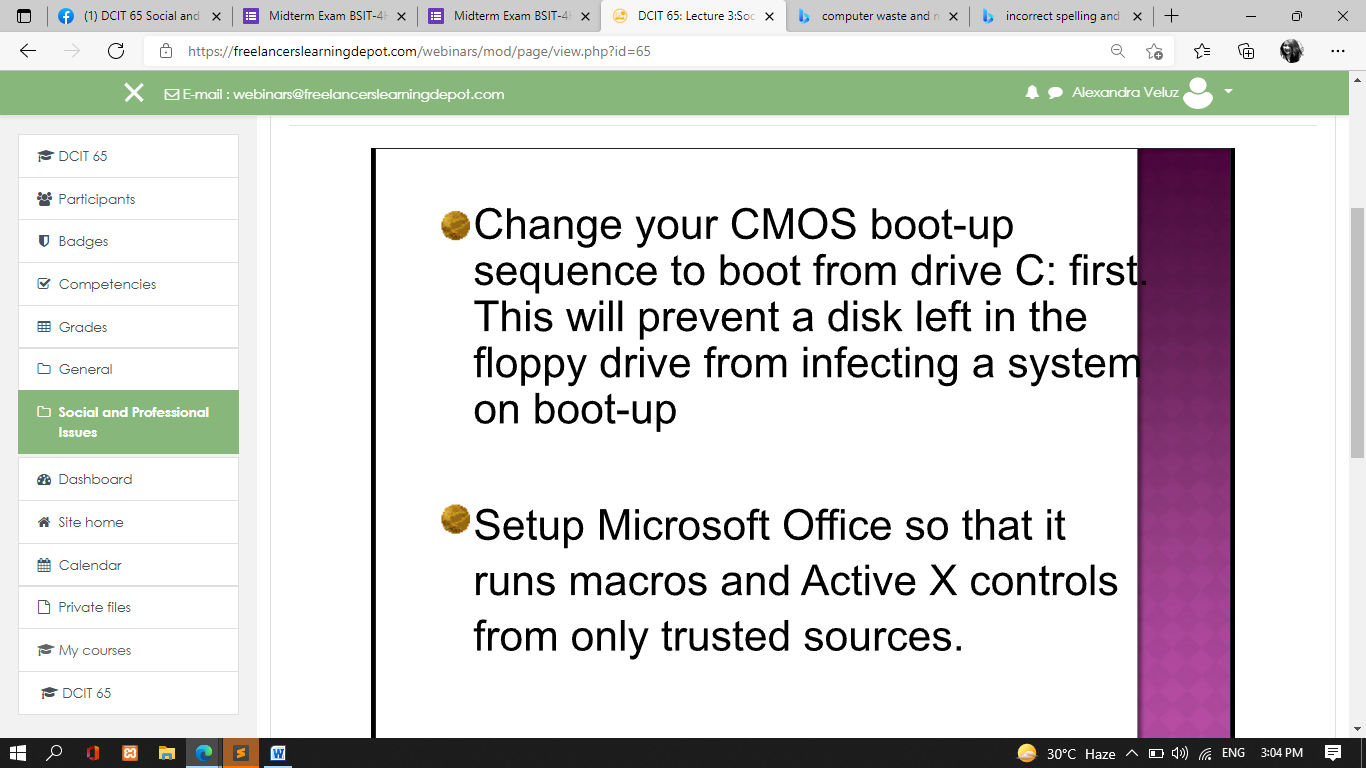 (1) DCIT 65 Social and
Midterm Exam BSIT-4
Midterm Exam BSIT-4
DCIT 65: Lecture 3:Soc
computer waste and
incorrect spelling and
https://freelancerslearningdepot.com/webinars/mod/page/view.php?id=65
E-mail : webinars@freelancerslearningdepot.com
Alexandra Veluz
DCIT 65
Participants
Badges
Competencies
Grades
General
Social and Professional
Issues
Dashboard
Site home
Calendar
Private files
My courses
DCIT 65
Change your CMOS boot-up
sequence to boot from drive C: first.
This will prevent a disk left in the
floppy drive from infecting a system
on boot-up
Setup Microsoft Office so that it
runs macros and Active X controls
from only trusted sources.
30°C Haze
ENG
3:04 PM